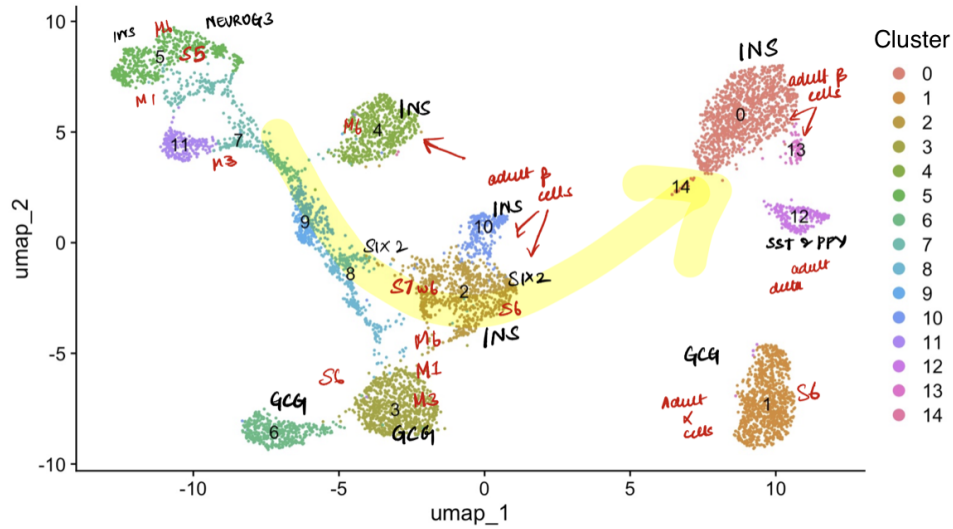 10
5
0
-5
-10
umap_2
-10
-5
0
5
10
umap_1
INS
M6
NEUROG3
5
S5
M1
11
7
M3
M6
4
INS
INS
adult β
cells
0
13
14
adult β
cells
INS
10
12
SST & PPY
adult
delta
9
SIX2
8
S7w6
2
SIX2
S6
INS
M6
M1
M3
S6
3
GCG
GCG
6
GCG
S6
1
Adult
α
cells
Cluster
0
1
2
3
4
5
6
7
8
9
10
11
12
13
14